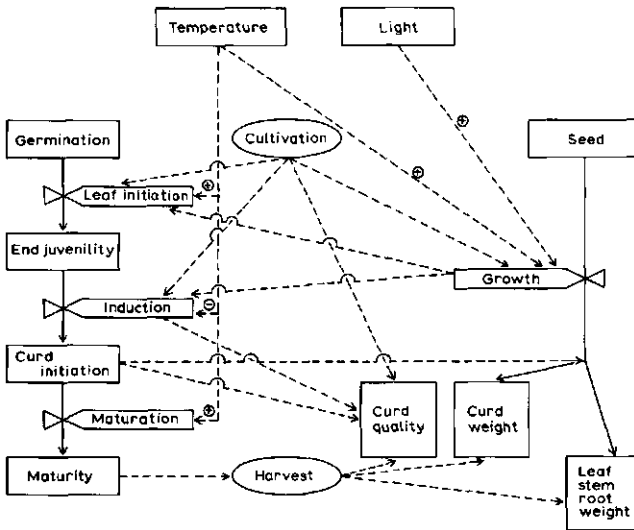 Temperature
Light
Germination
Cultivation
Seed
⊕
⊕
Leaf initiation
⊕
End juvenility
Growth
Induction
⊖
Curd
initiation
Curd
quality
Curd
weight
Maturation
⊕
Maturity
Harvest
Leaf
stem
root
weight